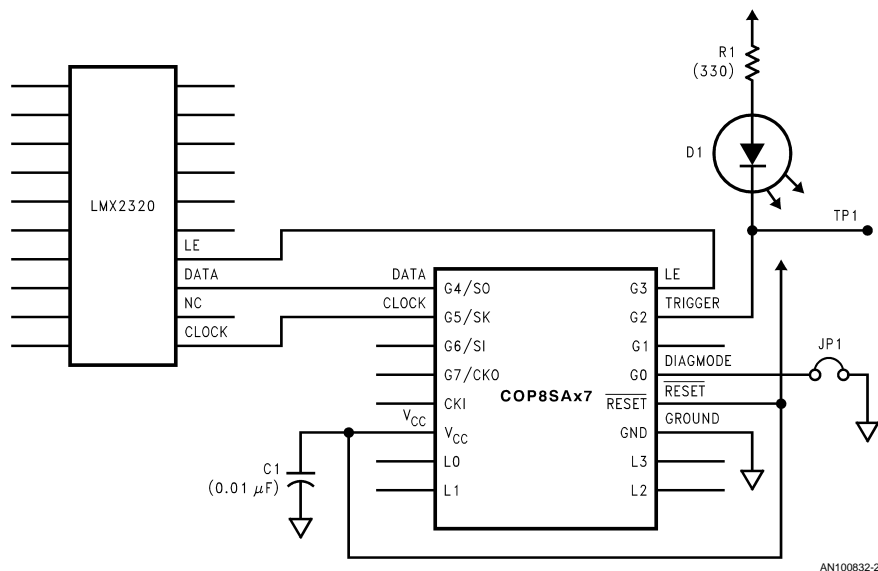 R1
(330)
D1
TP1
LMX2320
LE
DATA
NC
CLOCK
DATA
CLOCK
V_CC
LE
TRIGGER
DIAGMODE
RESET
GROUND
JP1
G4/SO
G5/SK
G6/SI
G7/CKO
CKI
V_CC
L0
L1
COP8SAx7
G3
G2
G1
G0
RESET
GND
L3
L2
C1
(0.01 μF)
AN100832-2